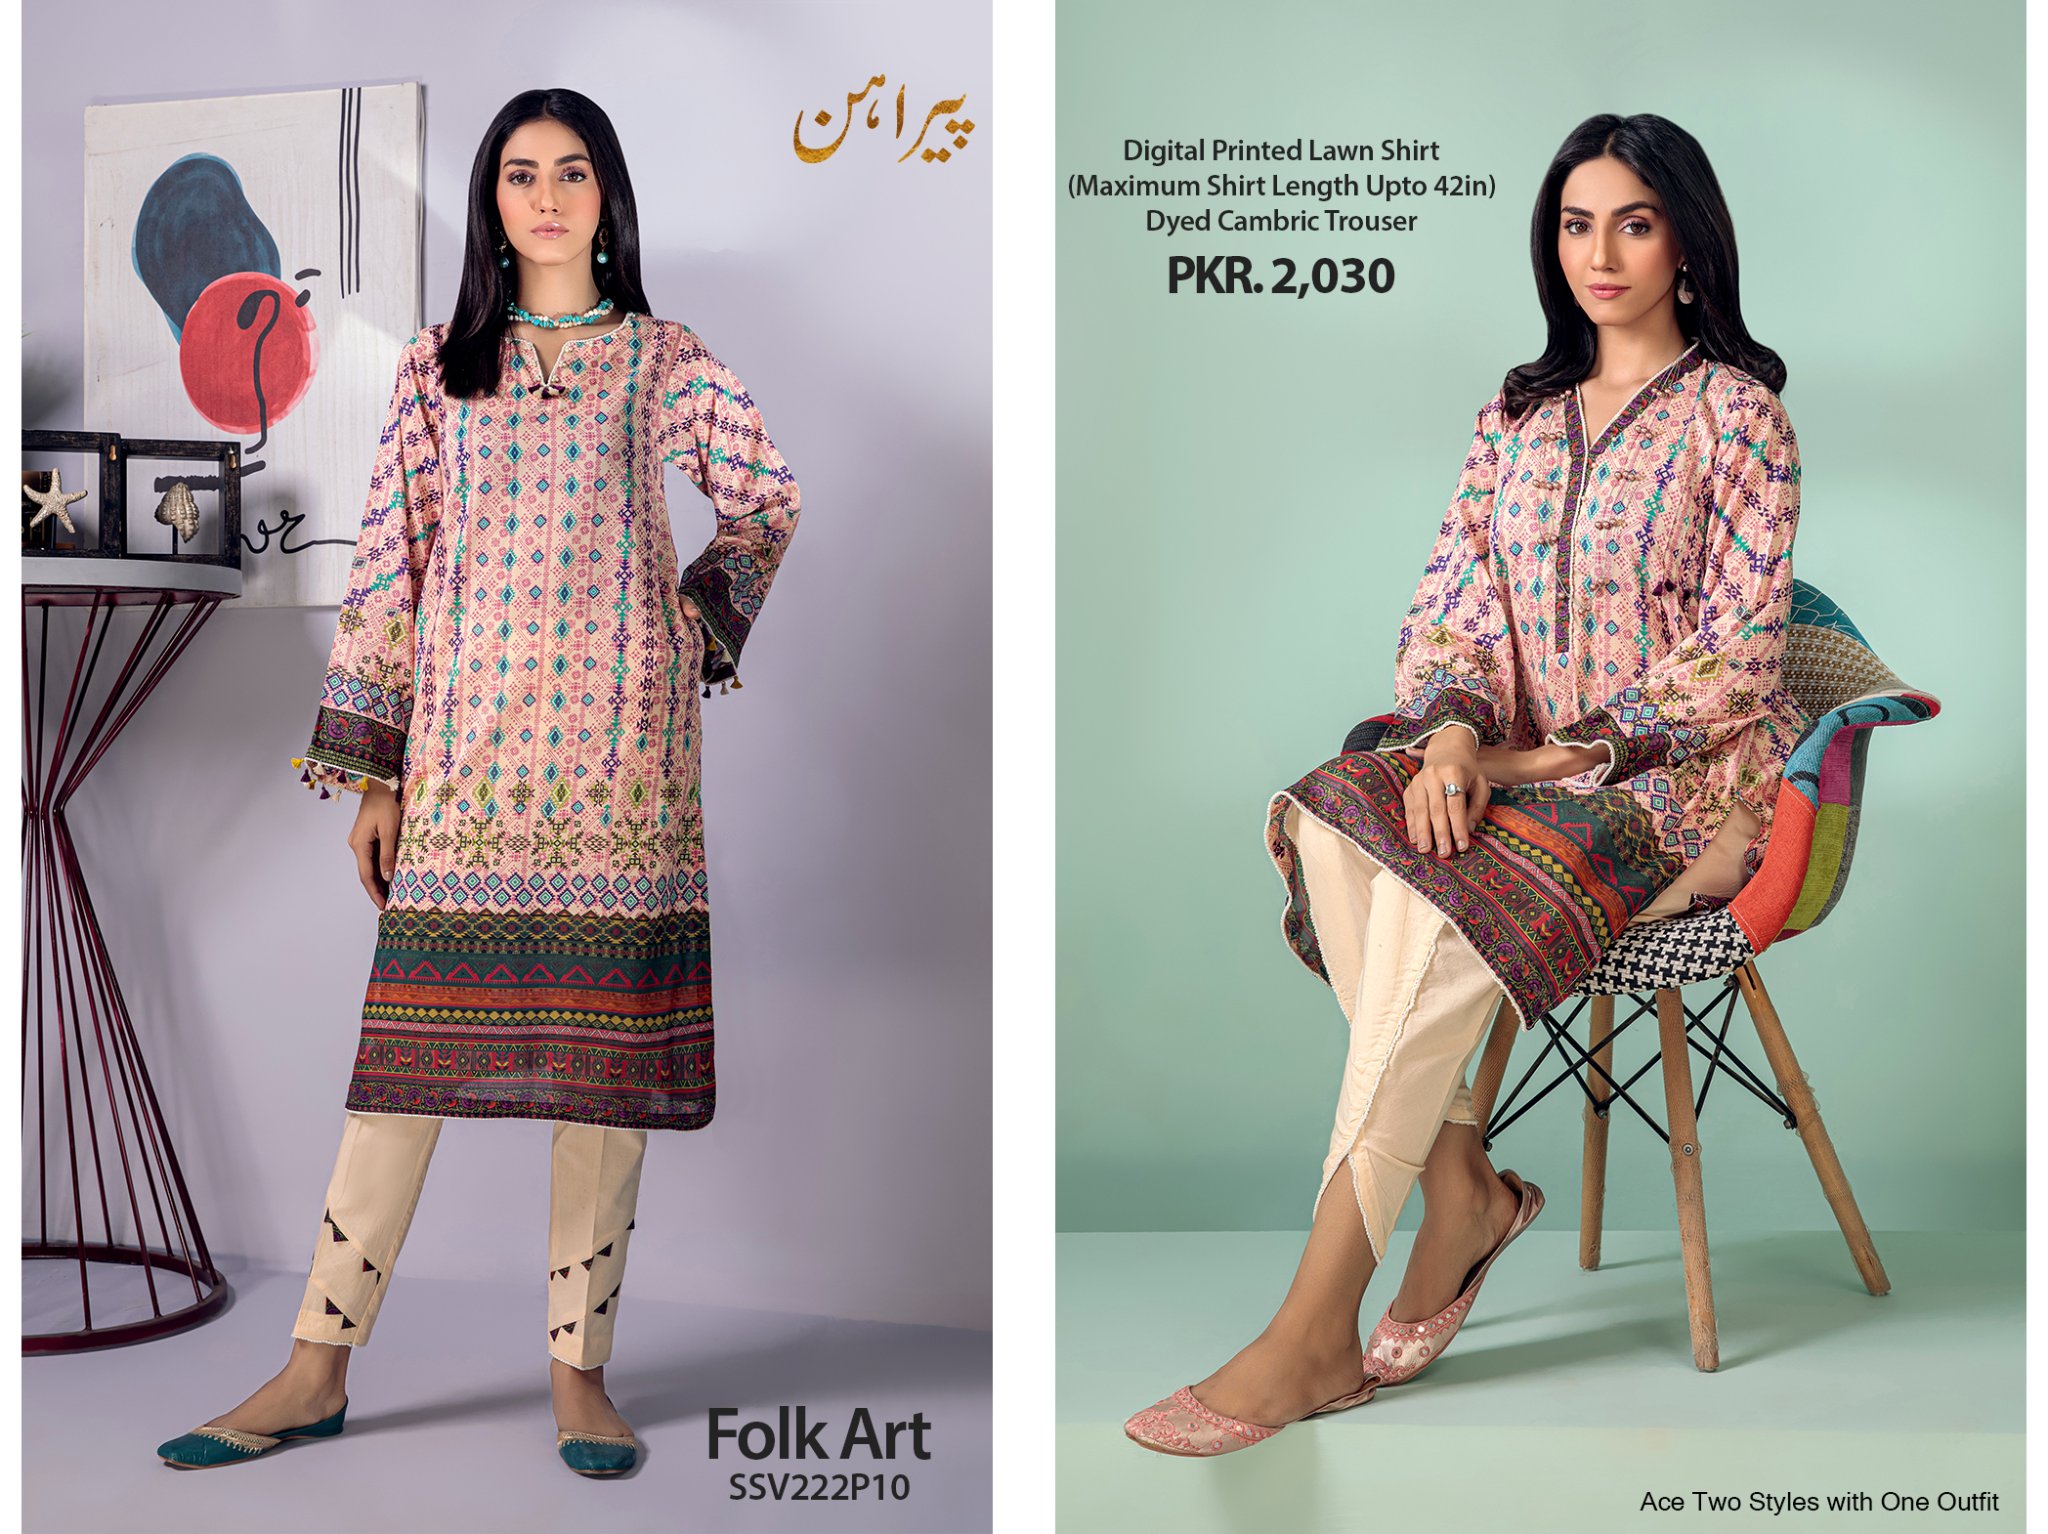 پیراہن
Folk Art
SSV222P10
Digital Printed Lawn Shirt
(Maximum Shirt Length Upto 42in)
Dyed Cambric Trouser
PKR. 2,030
Ace Two Styles with One Outfit